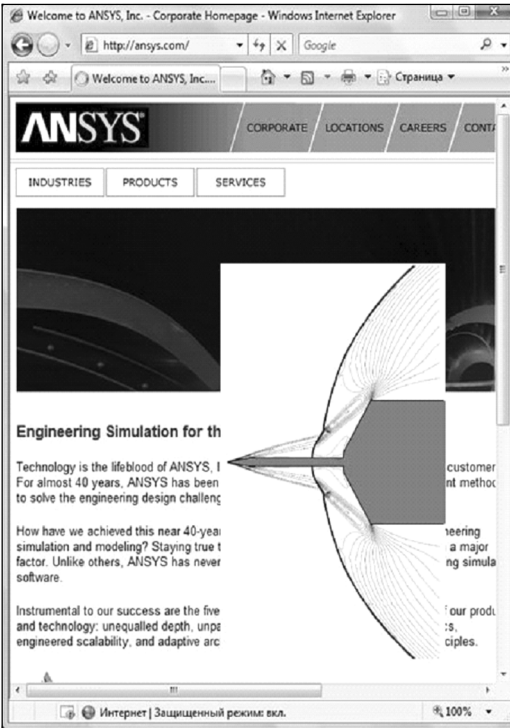 Welcome to ANSYS, Inc. - Corporate Homepage - Windows Internet Explorer
http://ansys.com/ Google
Welcome to ANSYS, Inc.... Страница
ANSYS CORPORATE LOCATIONS CAREERS
INDUSTRIES PRODUCTS SERVICES
Engineering Simulation for th
Technology is the lifeblood of ANSYS, customer
For almost 40 years, ANSYS has been nt method
to solve the engineering design challeng
How have we achieved this near 40-year neering
simulation and modeling? Staying true t a major
factor. Unlike others, ANSYS has never ng simula
software.
Instrumental to our success are the five f our produ
and technology: unequalled depth, unpa s,
engineered scalability, and adaptive arc ciples.
Интернет | Защищенный режим: вкл. 100%